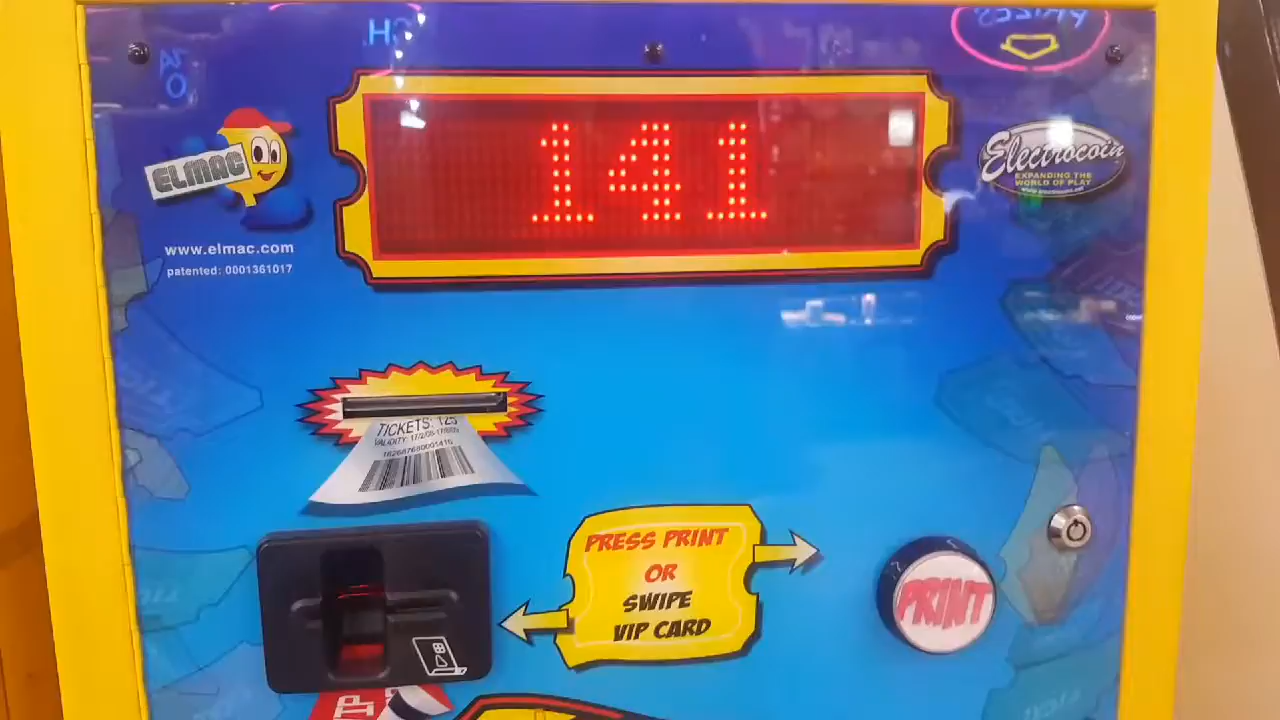 141
ELMAC
www.elmac.com
patented: 0001361017
Electrocoin
EXPANDING THE
WORLD OF PLAY
TICKETS: 123
PRESS PRINT
OR
SWIPE
VIP CARD
PRINT